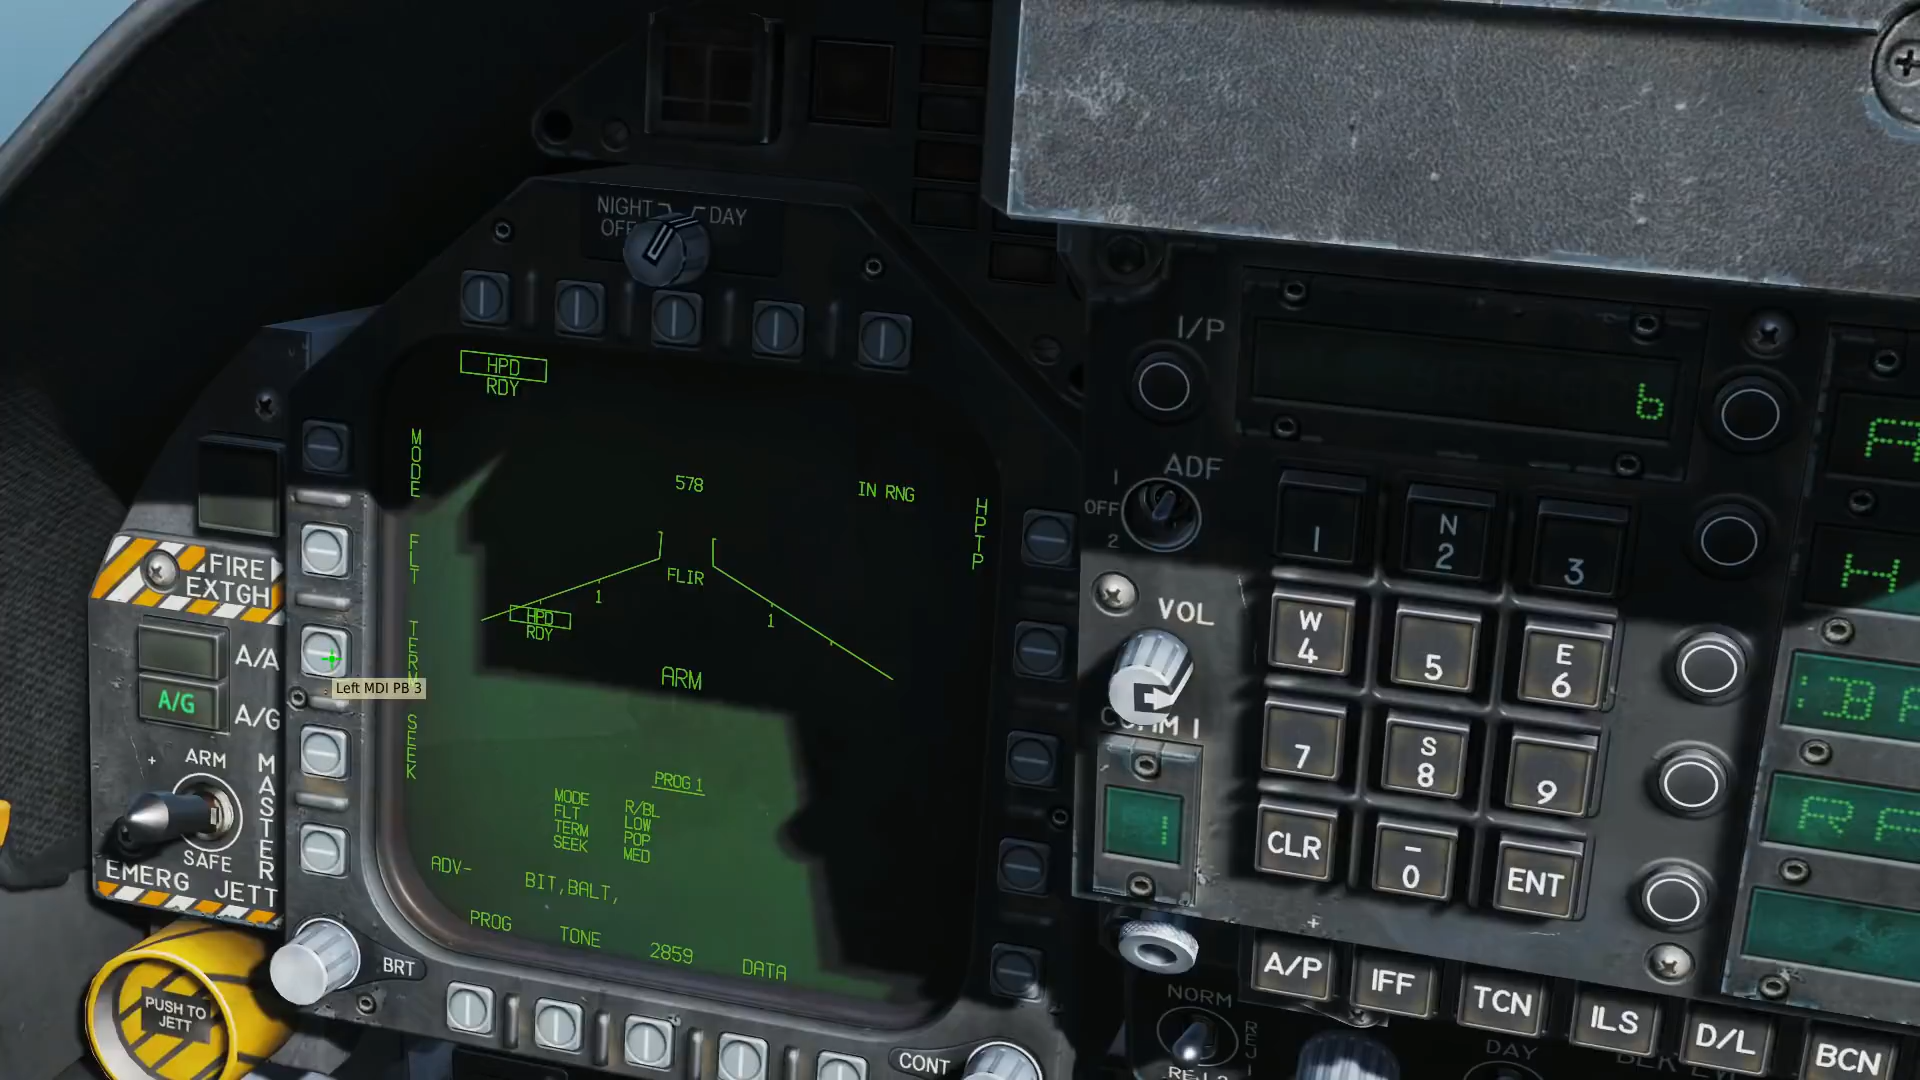 NIGHT DAY
OFF
HPD
RDY
MODE
FLT
TERM
SEEK
578
IN RNG
HPTP
FLIR
1
1
HPD
RDY
ARM
PROG 1
MODE R/BL
FLT LOW
TERM POP
SEEK MED
ADV-
BIT,BALT,
PROG
TONE
2859
DATA
Left MDI PB 3
FIRE
EXTGH
A/A
A/G
A/G
ARM
SAFE
MASTER
EMERG JETT
PUSH TO
JETT
BRT
CONT
I/P
6
ADF
1
OFF
2
VOL
1
1
N
2
3
W
4
5
E
6
7
S
8
9
CLR
-
0
ENT
A/P
IFF
TCN
ILS
D/L
BCN
NORM
DAY
A
H